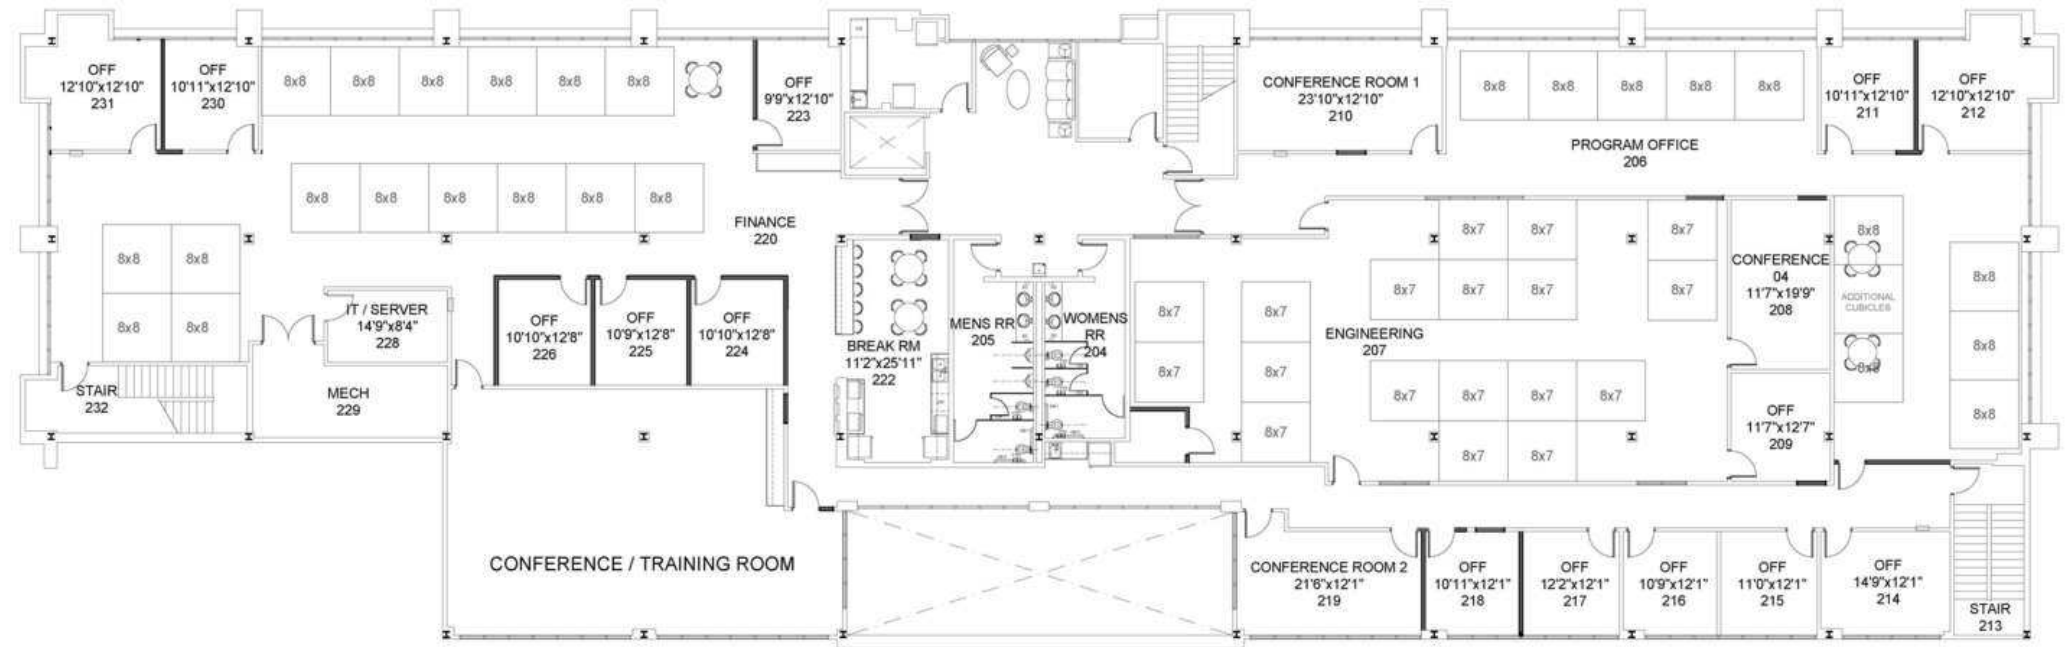 OFF
12'10"x12'10"
231
OFF
10'11"x12'10"
230
8x8
8x8
8x8
8x8
8x8
8x8
OFF
9'9"x12'10"
223
CONFERENCE ROOM 1
23'10"x12'10"
210
8x8
8x8
8x8
8x8
8x8
OFF
10'11"x12'10"
211
OFF
12'10"x12'10"
212
PROGRAM OFFICE
206
8x8
8x8
8x8
8x8
8x8
8x8
FINANCE
220
8x8
8x8
8x8
8x8
IT / SERVER
14'9"x8'4"
228
OFF
10'10"x12'8"
226
OFF
10'9"x12'8"
225
OFF
10'10"x12'8"
224
BREAK RM
11'2"x25'11"
222
MENS RR
205
WOMENS
RR
204
8x7
8x7
8x7
8x7
8x7
8x7
8x7
8x7
8x7
8x7
8x7
8x7
8x7
ENGINEERING
207
8x7
8x7
8x7
8x7
8x7
8x7
CONFERENCE
04
11'7"x19'9"
208
8x8
ADDITIONAL
CUBICLES
8x8
8x8
8x8
8x8
OFF
11'7"x12'7"
209
STAIR
232
MECH
229
CONFERENCE / TRAINING ROOM
CONFERENCE ROOM 2
21'6"x12'1"
219
OFF
10'11"x12'1"
218
OFF
12'2"x12'1"
217
OFF
10'9"x12'1"
216
OFF
11'0"x12'1"
215
OFF
14'9"x12'1"
214
STAIR
213